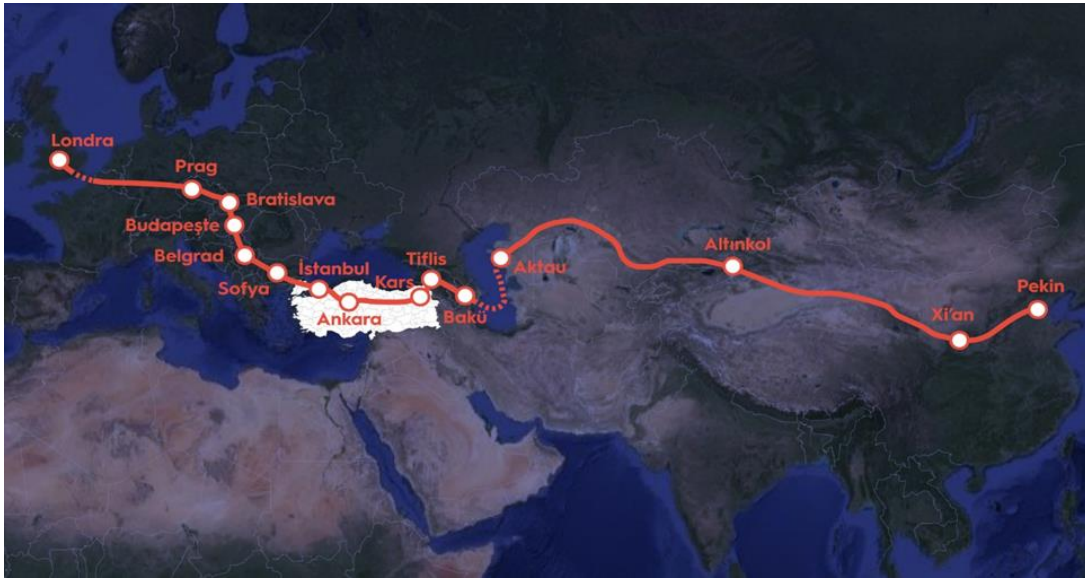 Londra
Prag
Bratislava
Budapeşte
Belgrad
Sofya
İstanbul
Ankara
Kars
Tiflis
Bakü
Aktau
Altınkol
Xi'an
Pekin